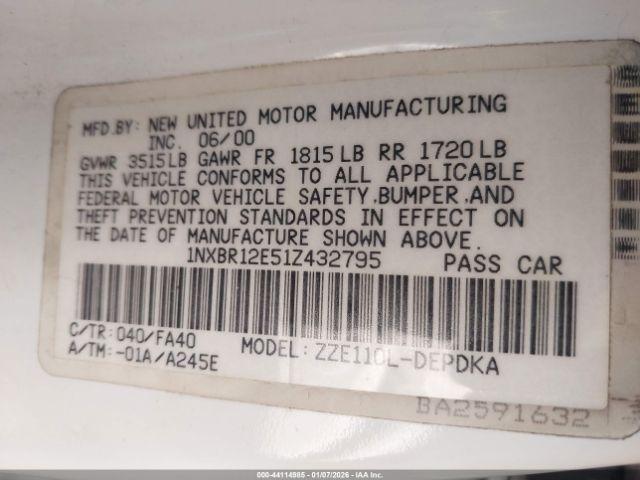 MFD.BY: NEW UNITED MOTOR MANUFACTURING
INC. 06/00
GVWR 3515LB GAWR FR 1815LB RR 1720LB
THIS VEHICLE CONFORMS TO ALL APPLICABLE
FEDERAL MOTOR VEHICLE SAFETY,BUMPER,AND
THEFT PREVENTION STANDARDS IN EFFECT ON
THE DATE OF MANUFACTURE SHOWN ABOVE.
1NXBR12E51Z432795 PASS CAR
C/TR: 040/FA40
A/TM: -01A/A245E
MODEL: ZZE110L-DEPDKA
BA2591632
000-44114985 - 01/07/2026 - IAA Inc.